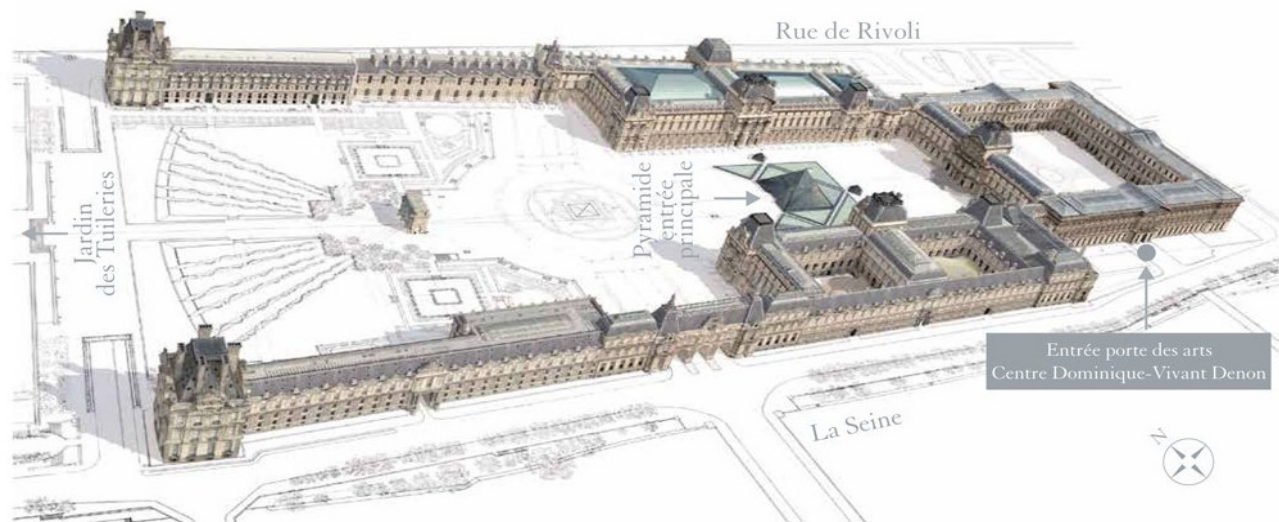 Rue de Rivoli
Jardin
des Tuileries
Pyramide
entrée
principale
Entrée porte des arts
Centre Dominique-Vivant Denon
La Seine
N